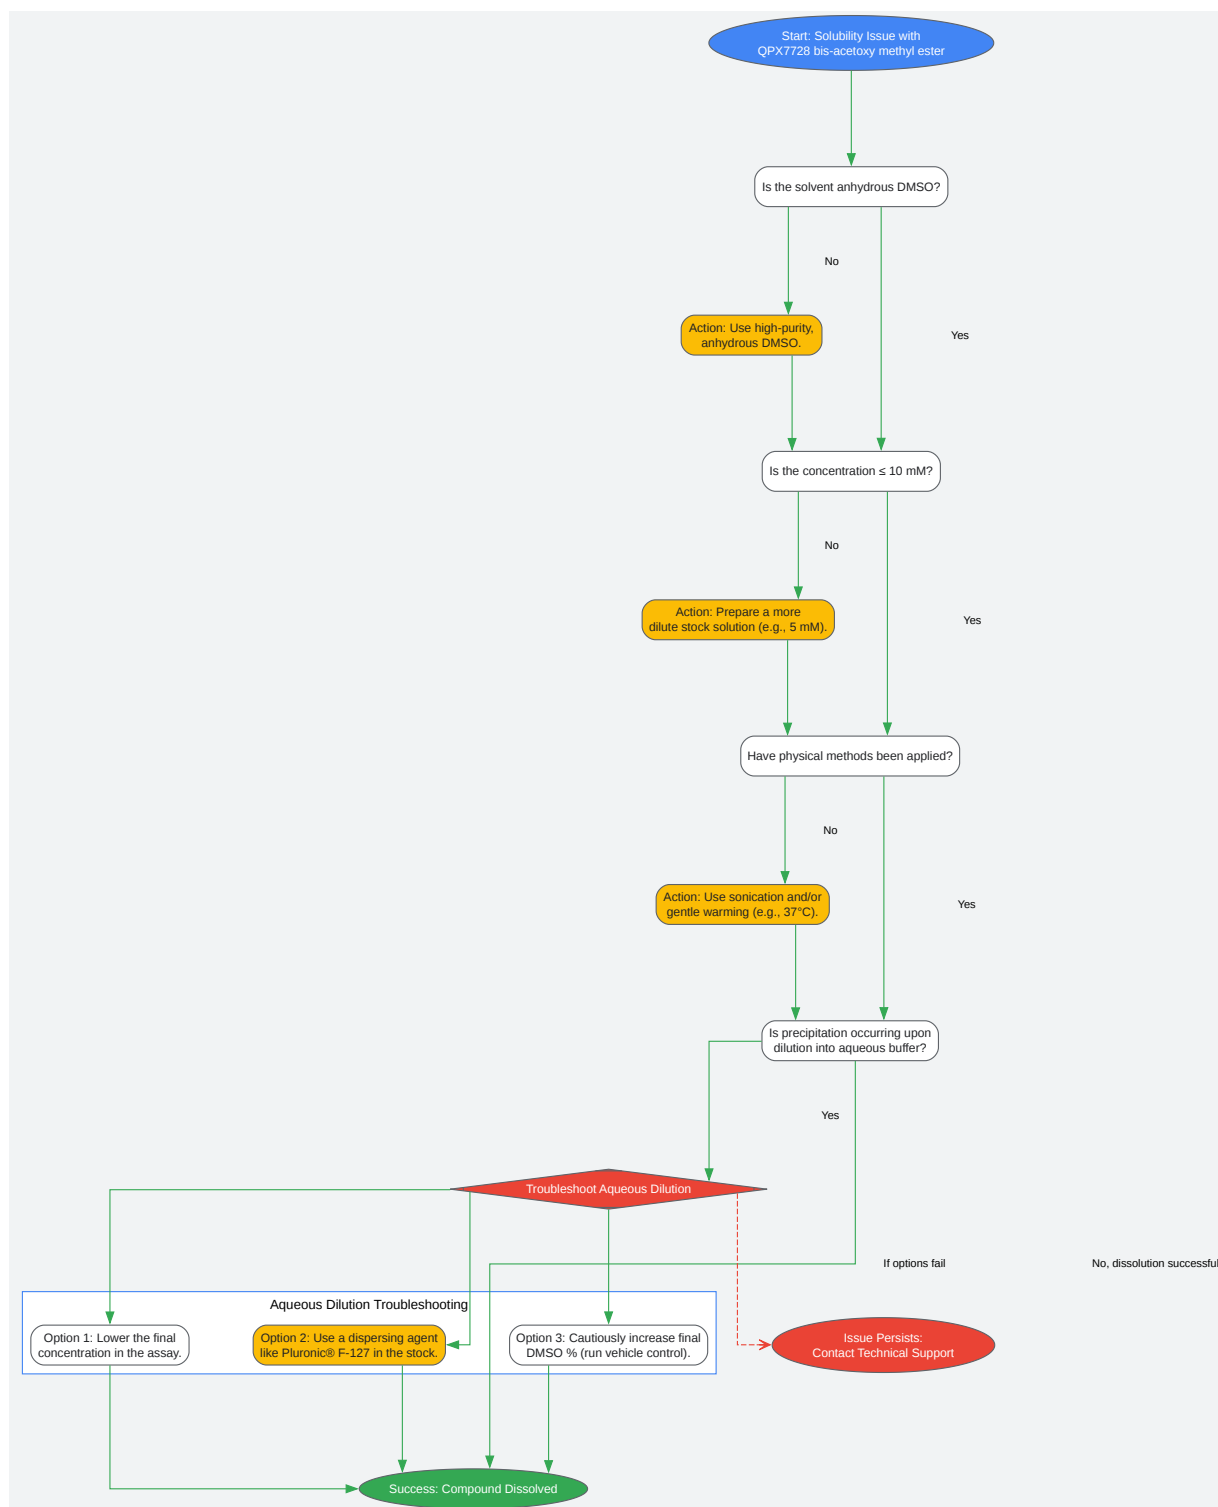 Start: Solubility Issue with
QPX7728 bis-acetoxy methyl ester
Is the solvent anhydrous DMSO?
No
Action: Use high-purity,
anhydrous DMSO.
Yes
Is the concentration ≤ 10 mM?
No
Action: Prepare a more
dilute stock solution (e.g., 5 mM).
Yes
Have physical methods been applied?
No
Action: Use sonication and/or
gentle warming (e.g., 37°C).
Yes
Is precipitation occurring upon
dilution into aqueous buffer?
Yes
Troubleshoot Aqueous Dilution
If options fail
No, dissolution successful
Aqueous Dilution Troubleshooting
Option 1: Lower the final
concentration in the assay.
Option 2: Use a dispersing agent
like Pluronic® F-127 in the stock.
Option 3: Cautiously increase final
DMSO % (run vehicle control).
Issue Persists:
Contact Technical Support
Success: Compound Dissolved